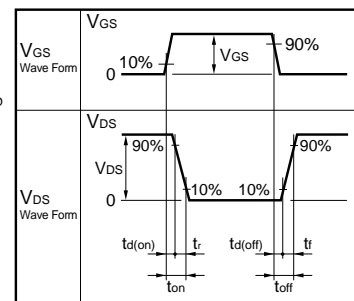 VGS
Wave Form
VGS
10%
VGS
90%
0
VDS
Wave Form
VDS
90%
VDS
90%
10%
10%
0
td(on)
tr
td(off)
tf
ton
toff